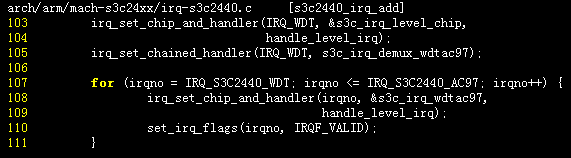 arch/arm/mach-s3c24xx/irq-s3c2440.c [s3c2440_irq_add]
103 irq_set_chip_and_handler(IRQ_WDT, &s3c_irq_level_chip,
104 handle_level_irq);
105 irq_set_chained_handler(IRQ_WDT, s3c_irq_demux_wdtac97);
106
107 for (irqno = IRQ_S3C2440_WDT; irqno <= IRQ_S3C2440_AC97; irqno++) {
108 irq_set_chip_and_handler(irqno, &s3c_irq_wdtac97,
109 handle_level_irq);
110 set_irq_flags(irqno, IRQF_VALID);
111 }